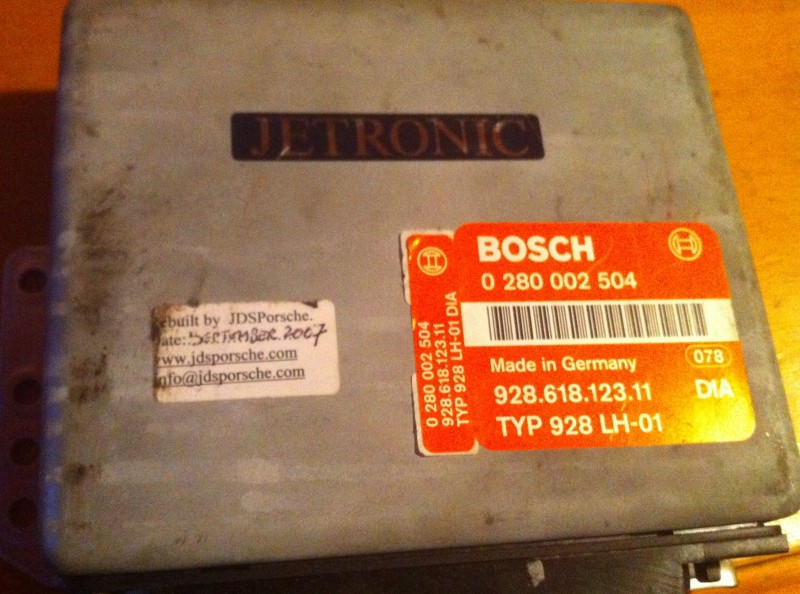 JETRONIC
BOSCH
0 280 002 504
Made in Germany 078
928.618.123.11 DIA
TYP 928 LH-01
0 280 002 504
928.618.123.11
TYP 928 LH-01 DIA
ebuilt by JDSPorsche.
ate: SEPTEMBER 2007
www.jdsporsche.com
info@jdsporsche.com